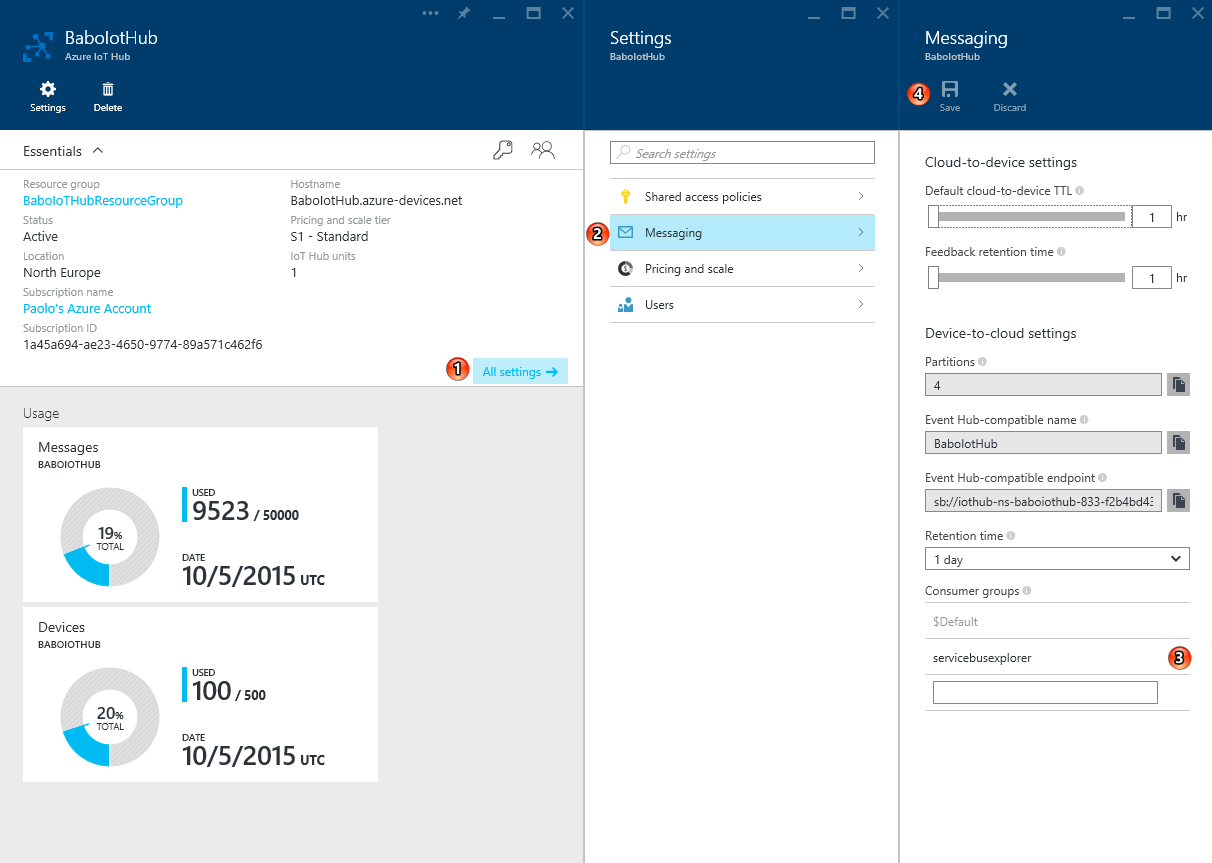 BaboIotHub
Azure IoT Hub
Settings
Delete
Essentials
Resource group
BaboIoTHubResourceGroup
Status
Active
Location
North Europe
Subscription name
Paolo's Azure Account
Subscription ID
1a45a694-ae23-4650-9774-89a571c462f6
Hostname
BaboIotHub.azure-devices.net
Pricing and scale tier
S1 - Standard
IoT Hub units
1
1
All settings
Usage
Messages
BABOIOTHUB
19%
TOTAL
USED
9523 / 50000
DATE
10/5/2015 UTC
Devices
BABOIOTHUB
20%
TOTAL
USED
100 / 500
DATE
10/5/2015 UTC
Settings
BaboIotHub
Search settings
Shared access policies
2
Messaging
Pricing and scale
Users
Messaging
BaboIotHub
4
Save
Discard
Cloud-to-device settings
Default cloud-to-device TTL
1 hr
Feedback retention time
1 hr
Device-to-cloud settings
Partitions
4
Event Hub-compatible name
BaboIotHub
Event Hub-compatible endpoint
sb://iothub-ns-baboiothub-833-f2b4bd43
Retention time
1 day
Consumer groups
$Default
servicebusexplorer
3